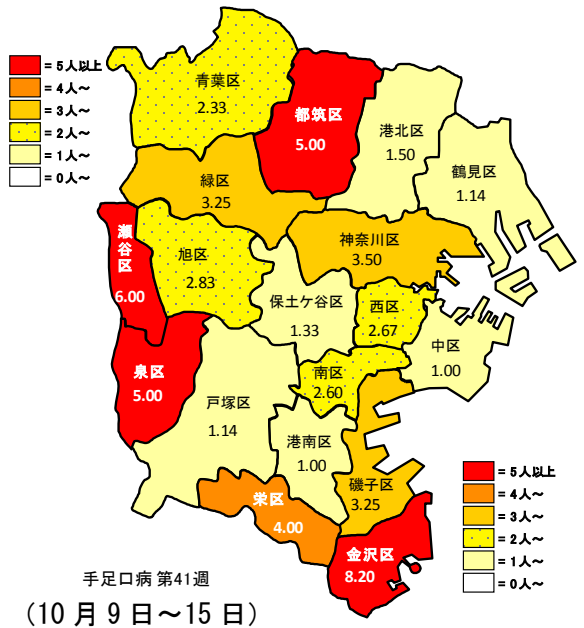 = 5人以上
= 4人～
= 3人～
= 2人～
= 1人～
= 0人～
青葉区
2.33
都筑区
5.00
港北区
1.50
鶴見区
1.14
緑区
3.25
神奈川区
3.50
瀬谷区
6.00
旭区
2.83
保土ケ谷区
1.33
西区
2.67
中区
1.00
泉区
5.00
南区
2.60
戸塚区
1.14
港南区
1.00
磯子区
3.25
栄区
4.00
金沢区
8.20
= 5人以上
= 4人～
= 3人～
= 2人～
= 1人～
= 0人～
手足口病 第41週
(10 月 9 日～15 日)